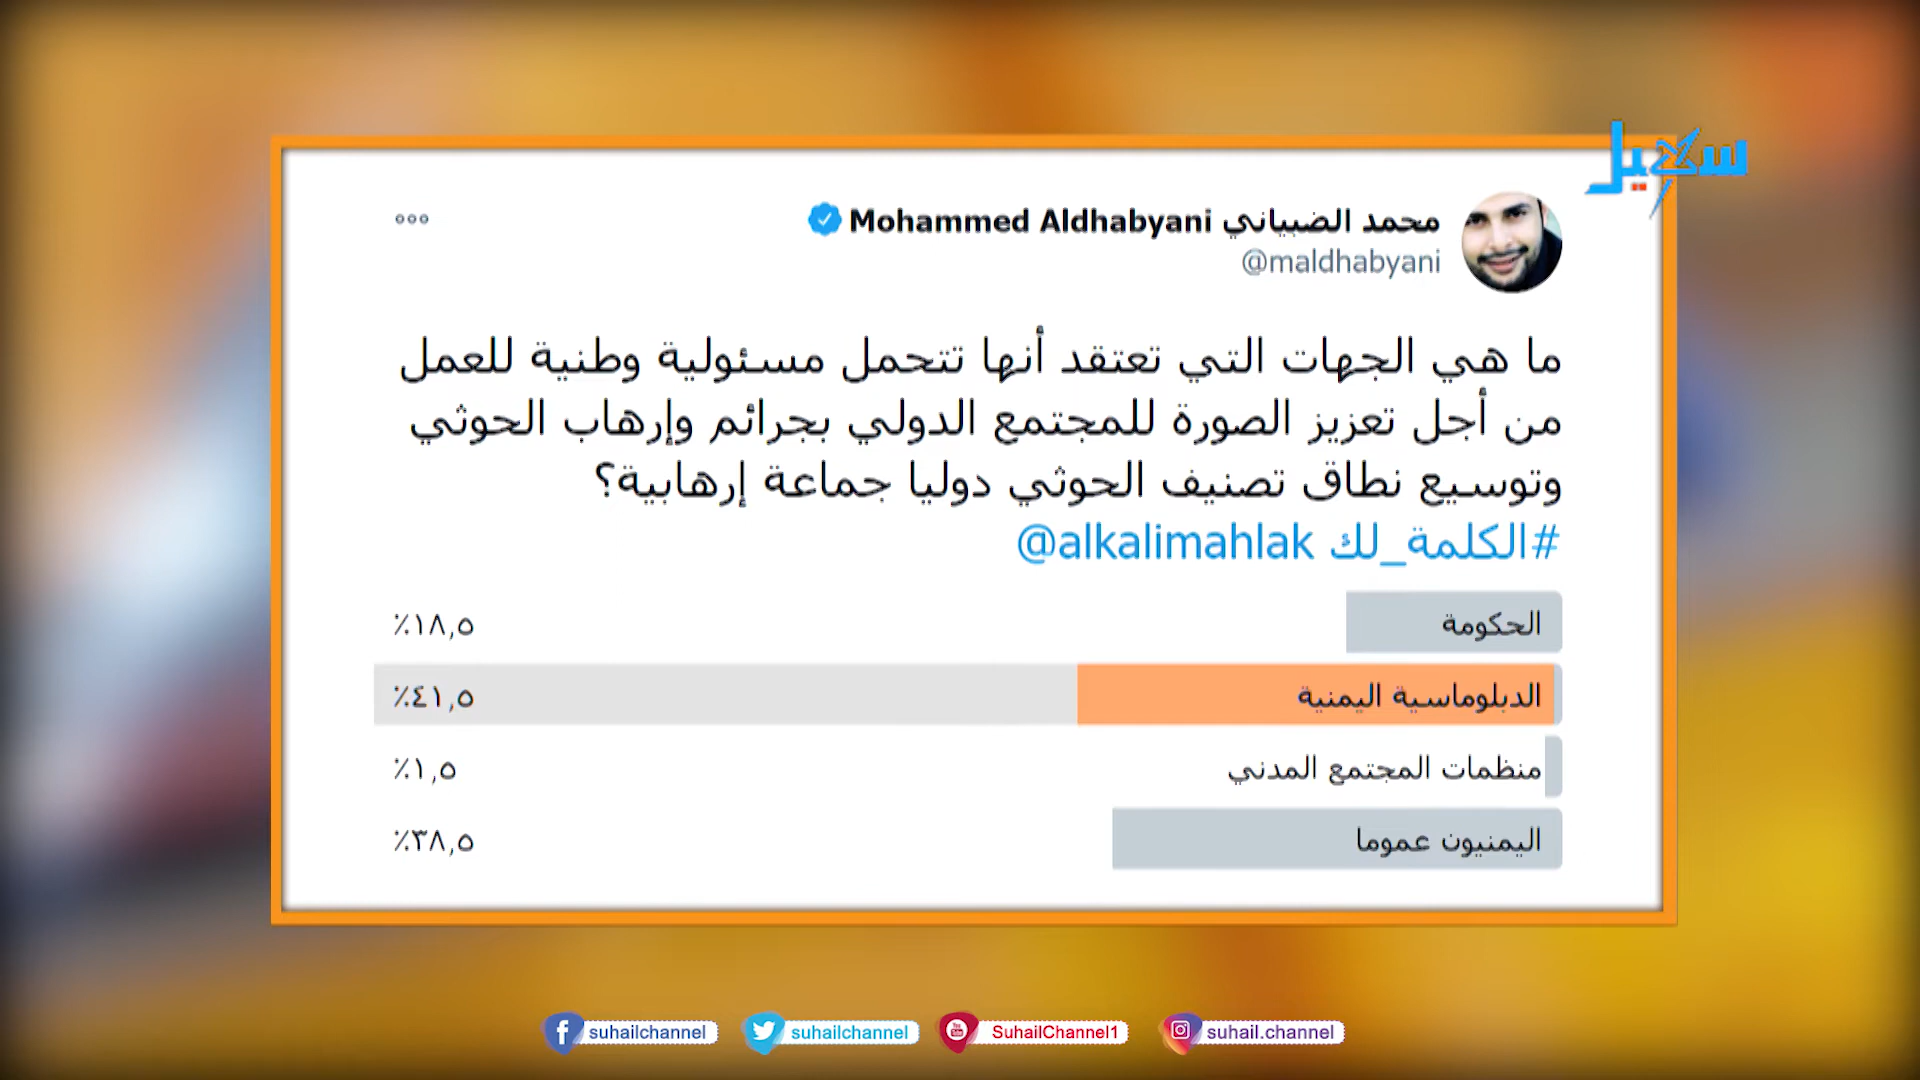 سهيل
محمد الضبياني Mohammed Aldhabyani
@maldhabyani
ما هي الجهات التي تعتقد أنها تتحمل مسئولية وطنية للعمل
من أجل تعزيز الصورة للمجتمع الدولي بجرائم وإرهاب الحوثي
وتوسيع نطاق تصنيف الحوثي دوليا جماعة إرهابية؟
#الكلمة_لك @alkalimahlak
الحكومة ٪١٨,٥
الدبلوماسية اليمنية ٪٤١,٥
منظمات المجتمع المدني ٪١,٥
اليمنيون عموما ٪٣٨,٥
suhailchannel suhailchannel SuhailChannel1 suhail.channel